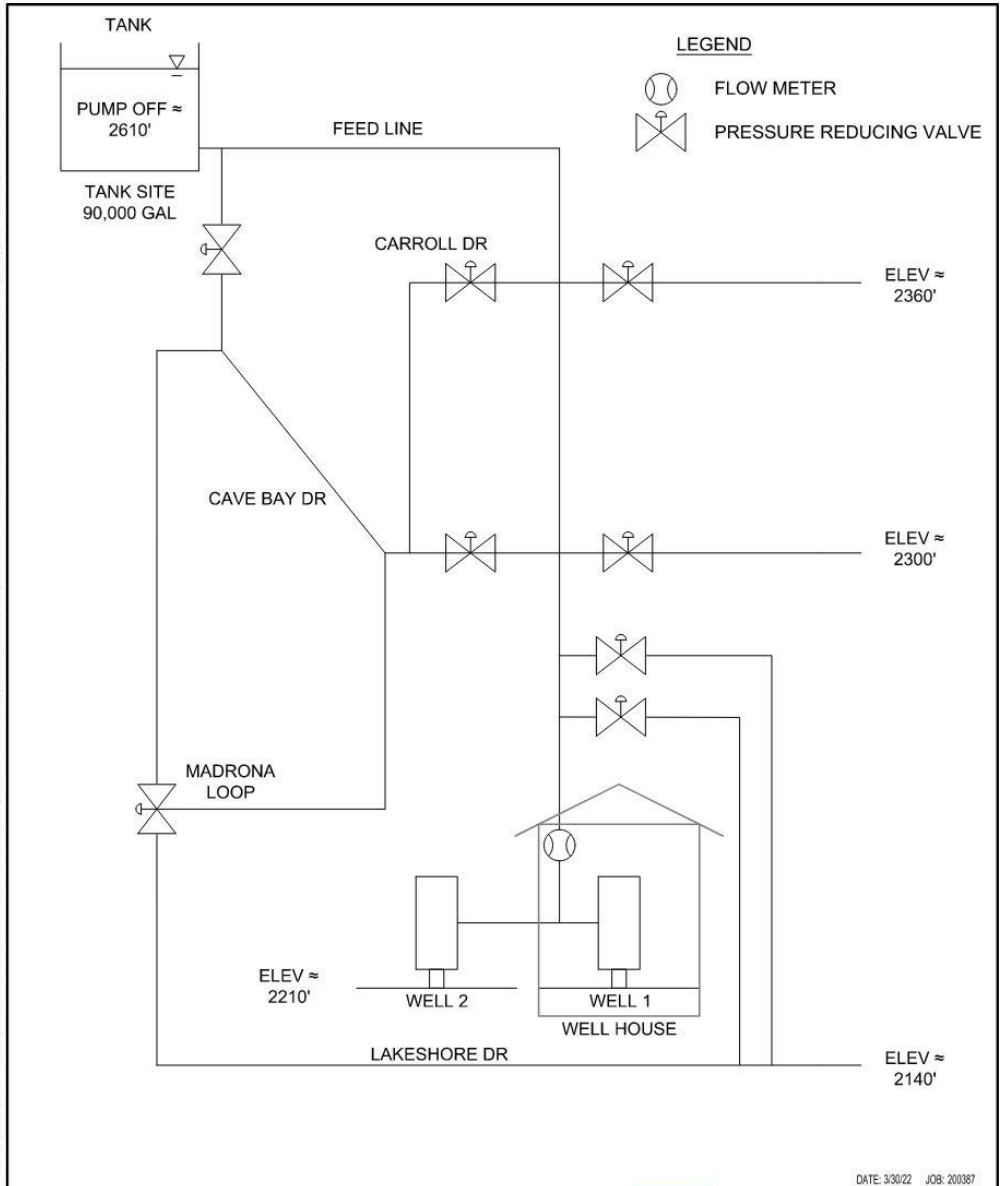 TANK
LEGEND
FLOW METER
PRESSURE REDUCING VALVE
PUMP OFF ≈
2610'
FEED LINE
TANK SITE
90,000 GAL
CARROLL DR
ELEV ≈
2360'
CAVE BAY DR
ELEV ≈
2300'
MADRONA
LOOP
ELEV ≈
2210'
WELL 2
WELL 1
WELL HOUSE
LAKESHORE DR
ELEV ≈
2140'
DATE: 3/30/22 JOB: 200387